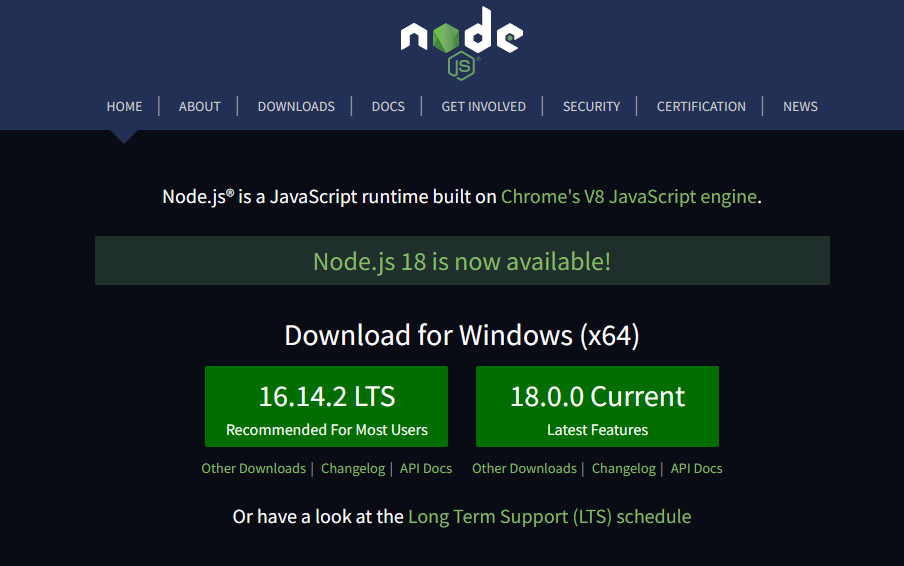 node
JS®
HOME | ABOUT | DOWNLOADS | DOCS | GET INVOLVED | SECURITY | CERTIFICATION | NEWS
Node.js® is a JavaScript runtime built on Chrome's V8 JavaScript engine.
Node.js 18 is now available!
Download for Windows (x64)
16.14.2 LTS
Recommended For Most Users
18.0.0 Current
Latest Features
Other Downloads | Changelog | API Docs
Other Downloads | Changelog | API Docs
Or have a look at the Long Term Support (LTS) schedule